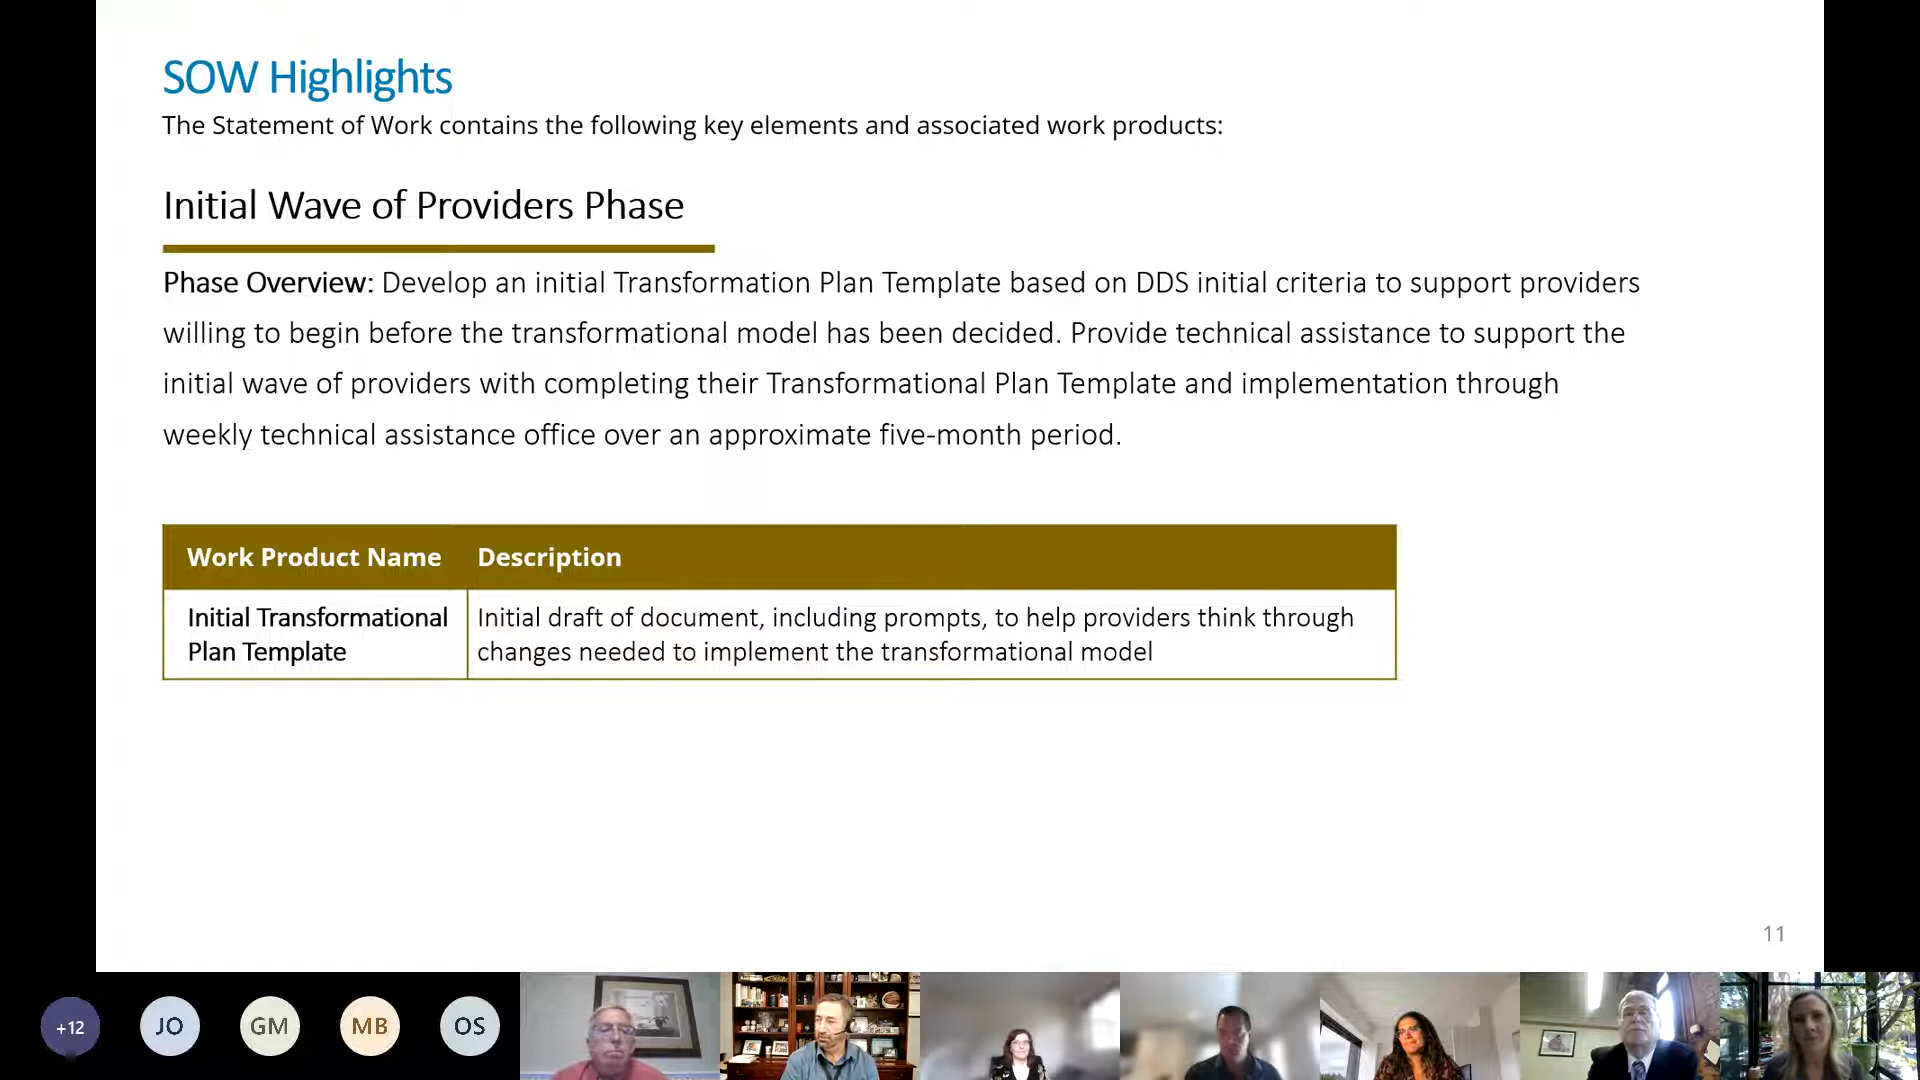 SOW Highlights
The Statement of Work contains the following key elements and associated work products:
Initial Wave of Providers Phase
Phase Overview: Develop an initial Transformation Plan Template based on DDS initial criteria to support providers
willing to begin before the transformational model has been decided. Provide technical assistance to support the
initial wave of providers with completing their Transformational Plan Template and implementation through
weekly technical assistance office over an approximate five-month period.
Work Product Name Description
Initial Transformational Initial draft of document, including prompts, to help providers think through
Plan Template changes needed to implement the transformational model
11
+12 JO GM MB OS